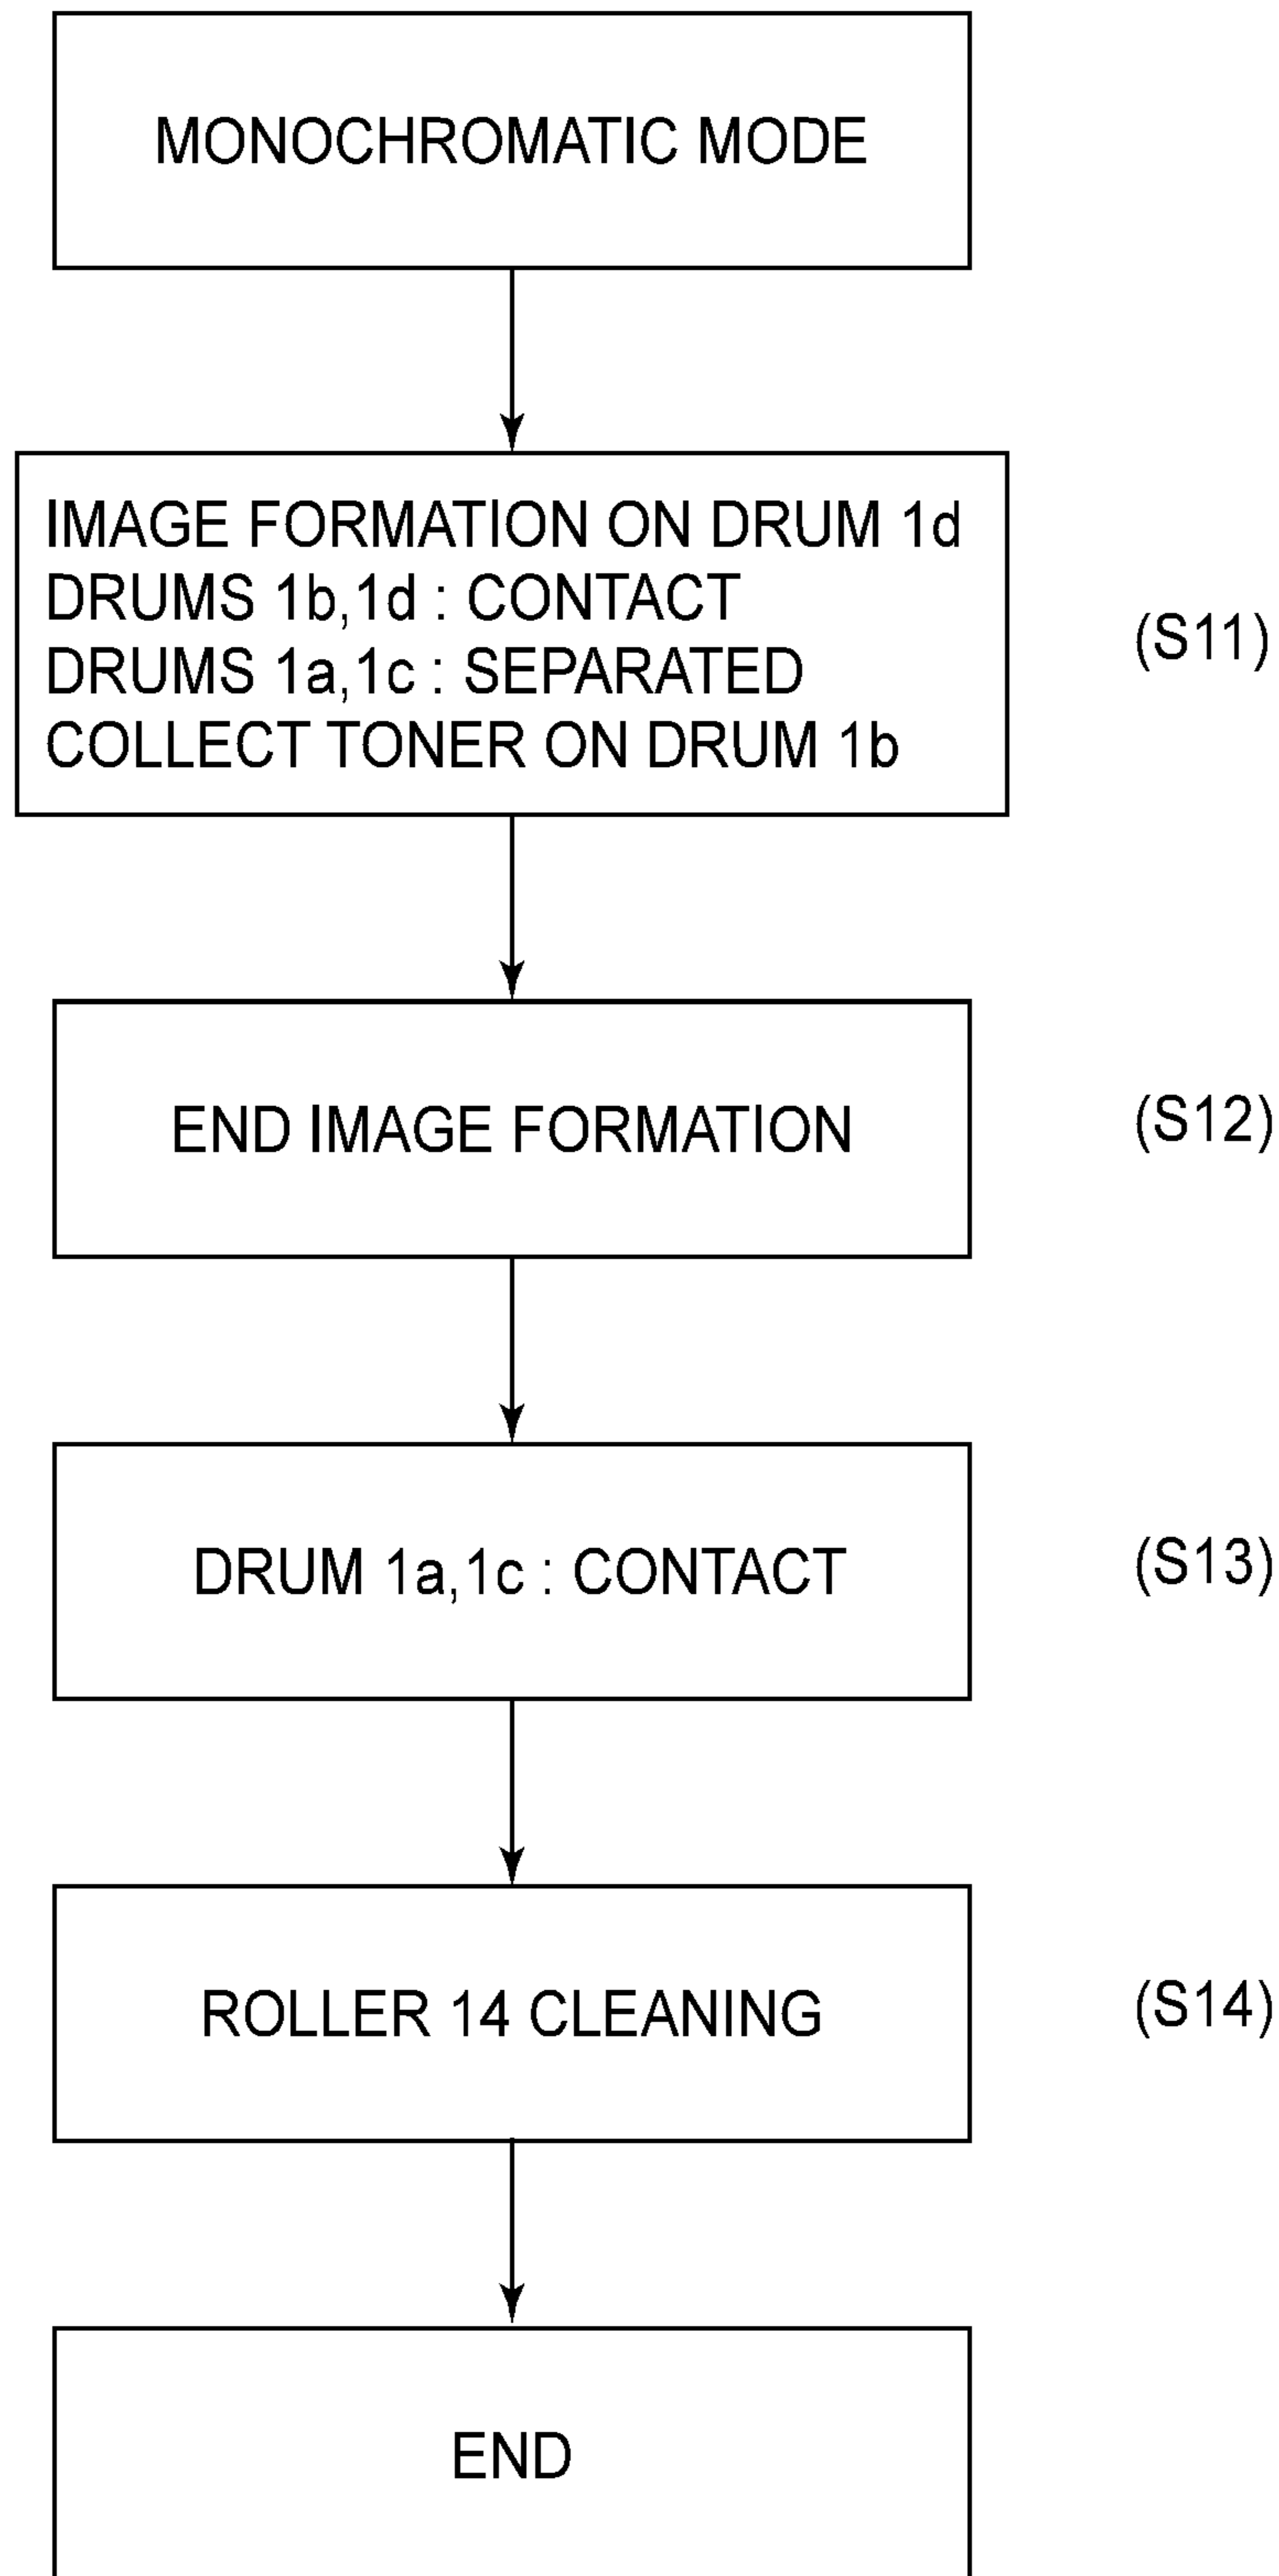 MONOCHROMATIC MODE
IMAGE FORMATION ON DRUM 1d
DRUMS 1b,1d : CONTACT
DRUMS 1a,1c : SEPARATED
COLLECT TONER ON DRUM 1b
(S11)
END IMAGE FORMATION
(S12)
DRUM 1a,1c : CONTACT
(S13)
ROLLER 14 CLEANING
(S14)
END